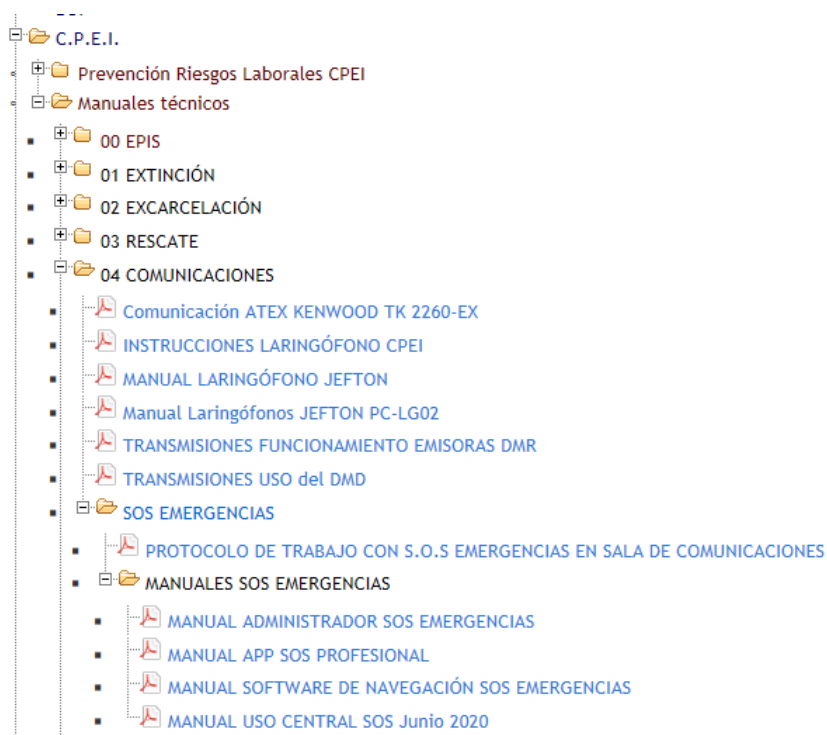 C.P.E.I.
Prevención Riesgos Laborales CPEI
Manuales técnicos
00 EPIS
01 EXTINCIÓN
02 EXCARCELACIÓN
03 RESCATE
04 COMUNICACIONES
Comunicación ATEX KENWOOD TK 2260-EX
INSTRUCCIONES LARINGÓFONO CPEI
MANUAL LARINGÓFONO JEFTON
Manual Laringófonos JEFTON PC-LG02
TRANSMISIONES FUNCIONAMIENTO EMISORAS DMR
TRANSMISIONES USO del DMD
SOS EMERGENCIAS
PROTOCOLO DE TRABAJO CON S.O.S EMERGENCIAS EN SALA DE COMUNICACIONES
MANUALES SOS EMERGENCIAS
MANUAL ADMINISTRADOR SOS EMERGENCIAS
MANUAL APP SOS PROFESIONAL
MANUAL SOFTWARE DE NAVEGACIÓN SOS EMERGENCIAS
MANUAL USO CENTRAL SOS Junio 2020